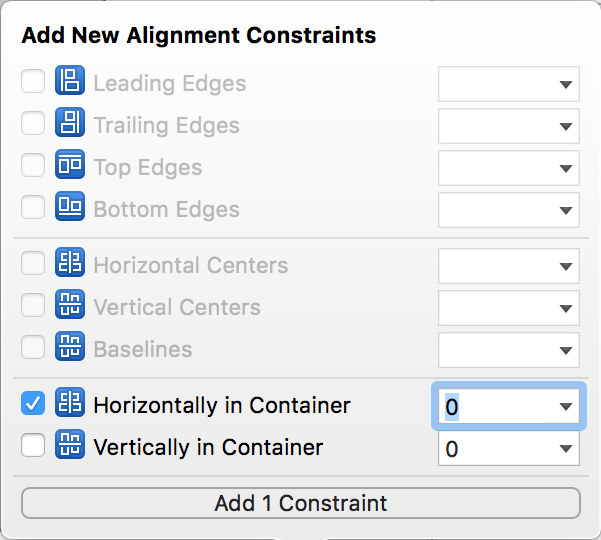 Add New Alignment Constraints
Leading Edges
Trailing Edges
Top Edges
Bottom Edges
Horizontal Centers
Vertical Centers
Baselines
Horizontally in Container 0
Vertically in Container 0
Add 1 Constraint